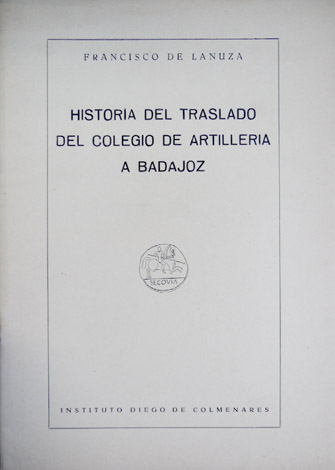 FRANCISCO DE LANUZA
HISTORIA DEL TRASLADO
DEL COLEGIO DE ARTILLERIA
A BADAJOZ
SEGOVIA
INSTITUTO DIEGO DE COLMENARES